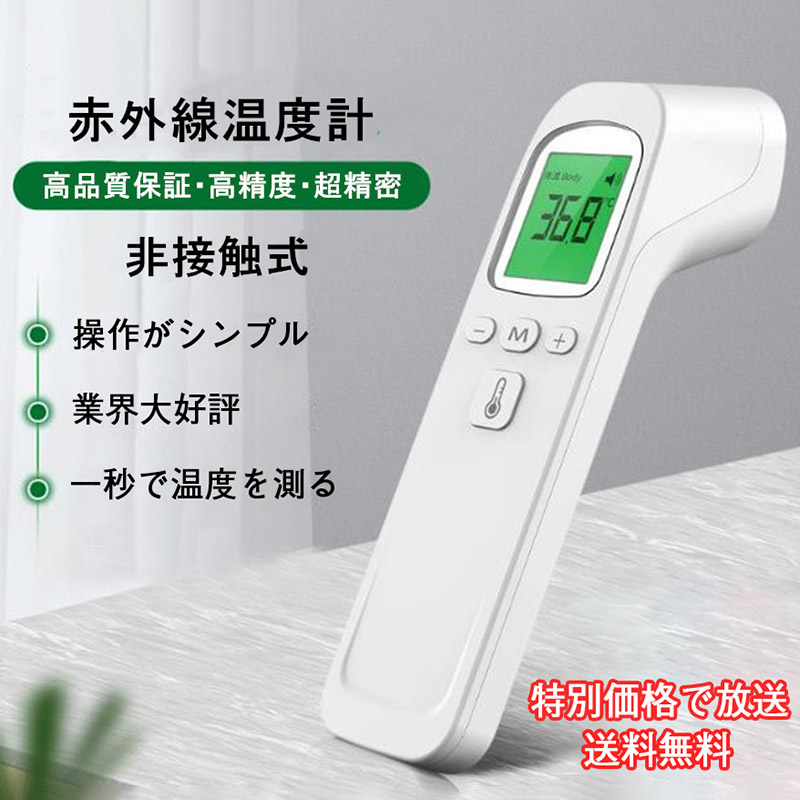 赤外線温度計
高品質保証・高精度・超精密
非接触式
操作がシンプル
業界大好評
一秒で温度を測る
体温 Body
36.8 °C
− M +
特別価格で放送
送料無料